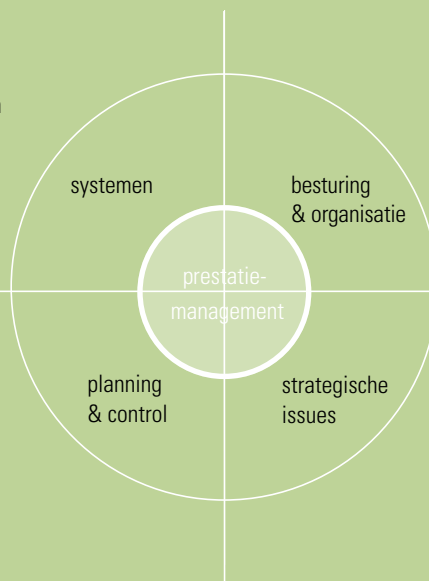 systemen
besturing
& organisatie
prestatie-
management
planning
& control
strategische
issues